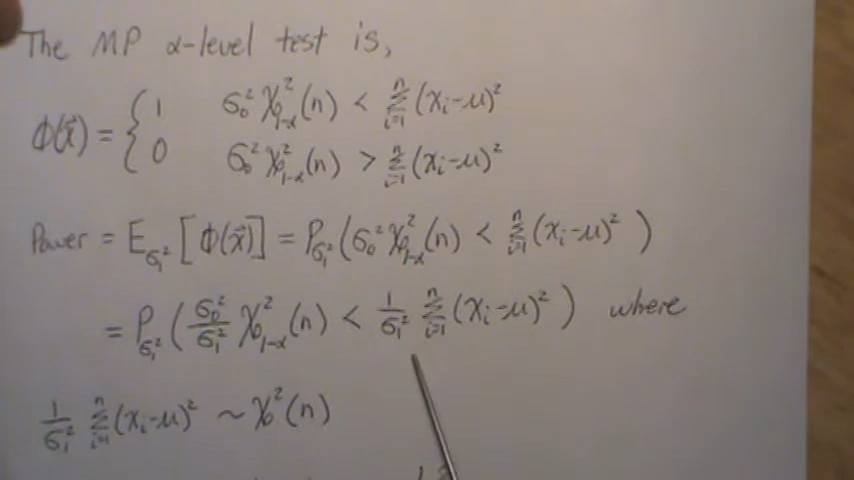 The MP α-level test is,
ϕ(x⃗) = { 1 σ₀² χ²₁₋α(n) < Σᵢ₌₁ⁿ (xᵢ-μ)²
0 σ₀² χ²₁₋α(n) > Σᵢ₌₁ⁿ (xᵢ-μ)²
Power = E_σ₁² [ϕ(x⃗)] = P_σ₁² (σ₀² χ²₁₋α(n) < Σᵢ₌₁ⁿ (xᵢ-μ)²)
= P_σ₁² (σ₀²/σ₁² χ²₁₋α(n) < 1/σ₁² Σᵢ₌₁ⁿ (xᵢ-μ)²) where
1/σ₁² Σᵢ₌₁ⁿ (xᵢ-μ)² ~ χ²(n)